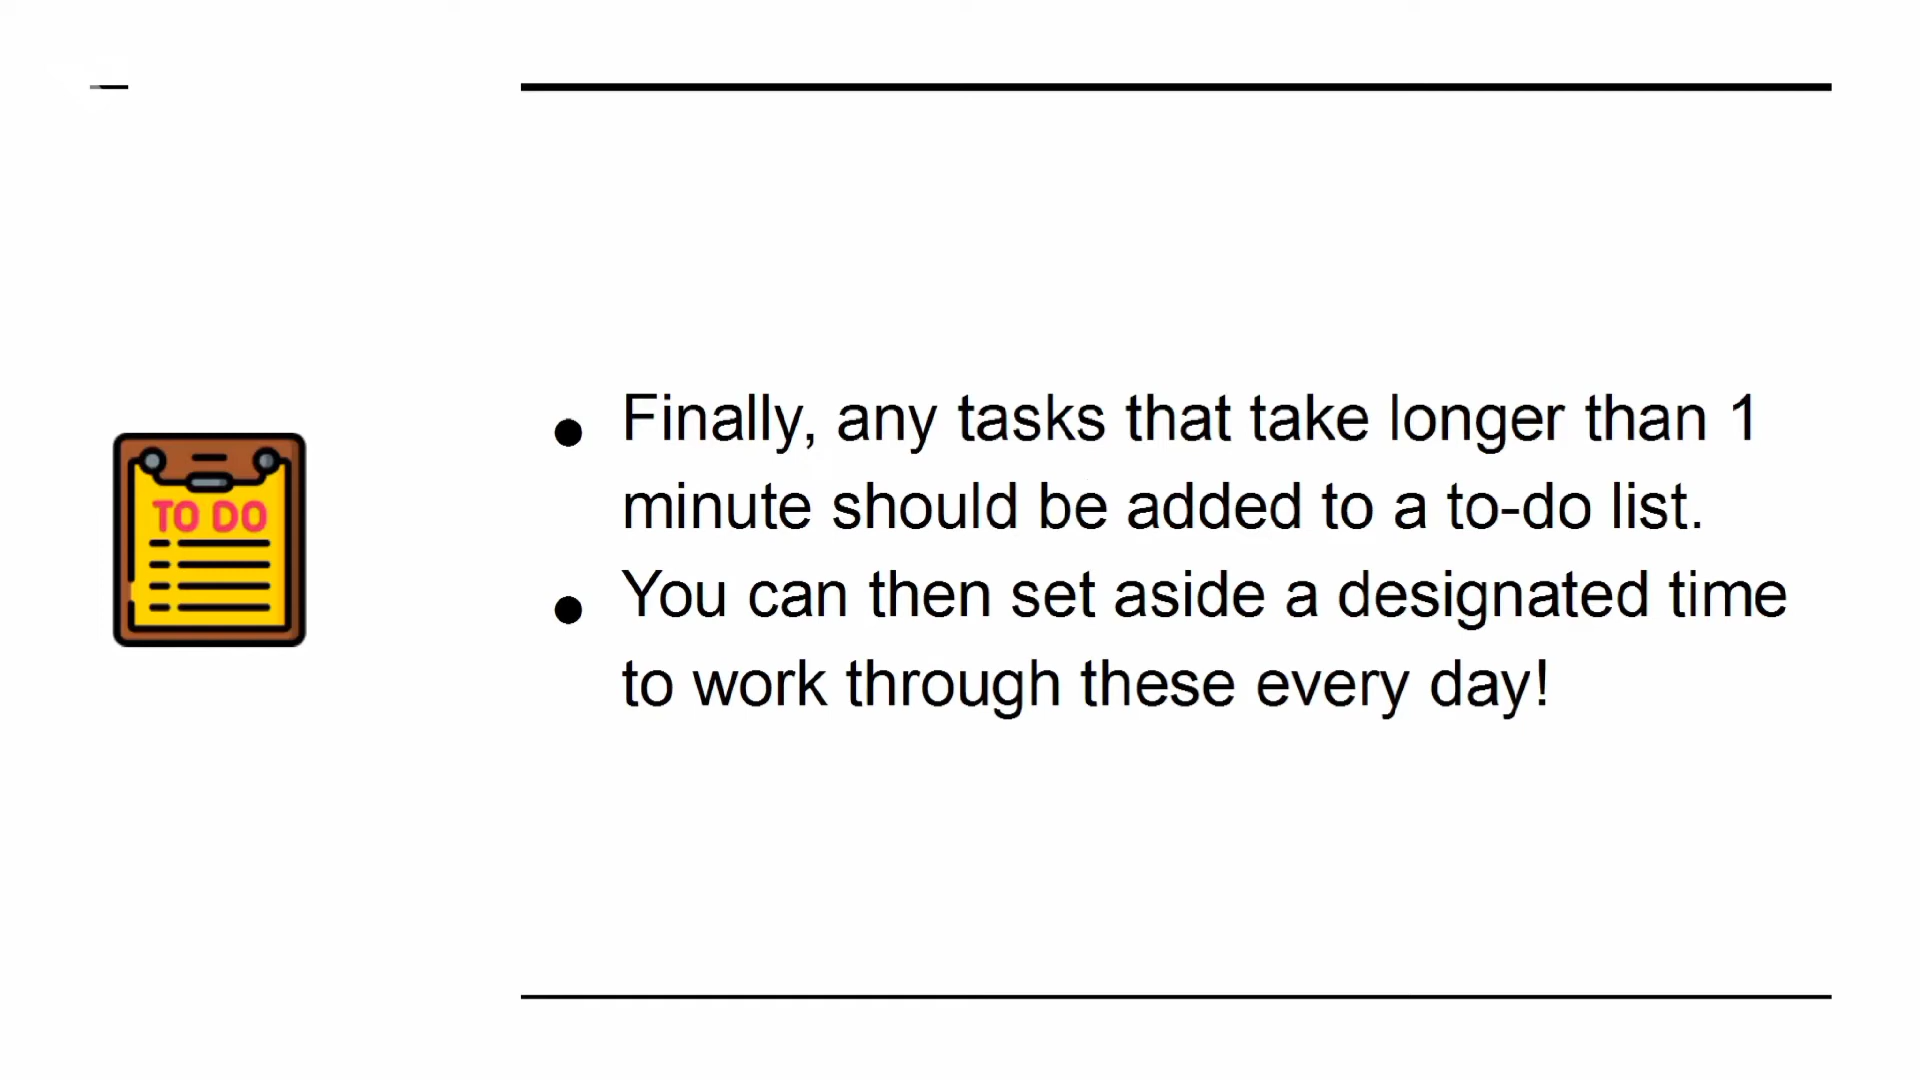 TO DO
Finally, any tasks that take longer than 1
minute should be added to a to-do list.
You can then set aside a designated time
to work through these every day!